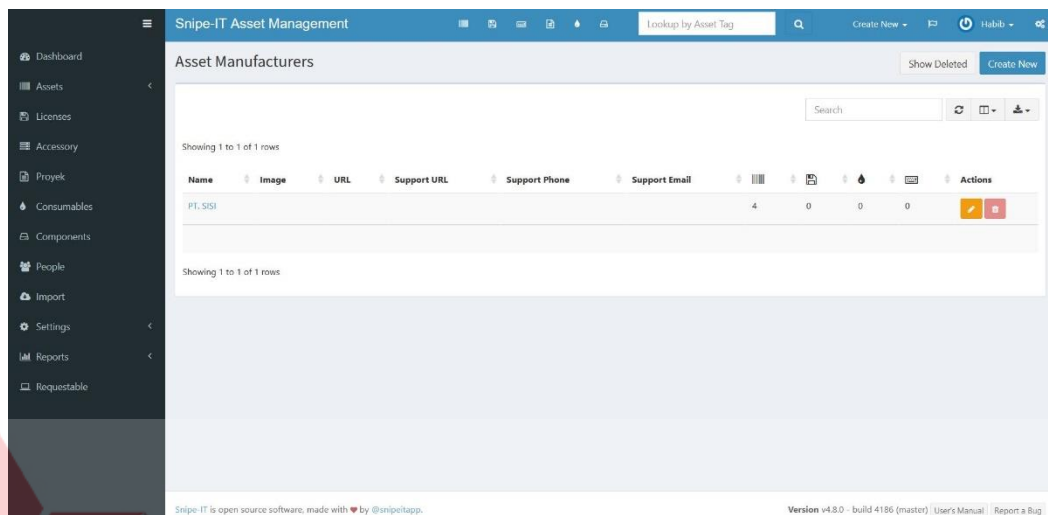 Snipe-IT Asset Management
Lookup by Asset Tag
Create New
Habib
Dashboard
Assets
Licenses
Accessory
Proyek
Consumables
Components
People
Import
Settings
Reports
Requestable
Asset Manufacturers
Show Deleted
Create New
Search
Showing 1 to 1 of 1 rows
Name Image URL Support URL Support Phone Support Email Actions
PT. SISI 4 0 0 0
Showing 1 to 1 of 1 rows
Snipe-IT is open source software, made with ♥ by @snipeitapp.
Version v4.8.0 - build 4186 (master) User's Manual Report a Bug